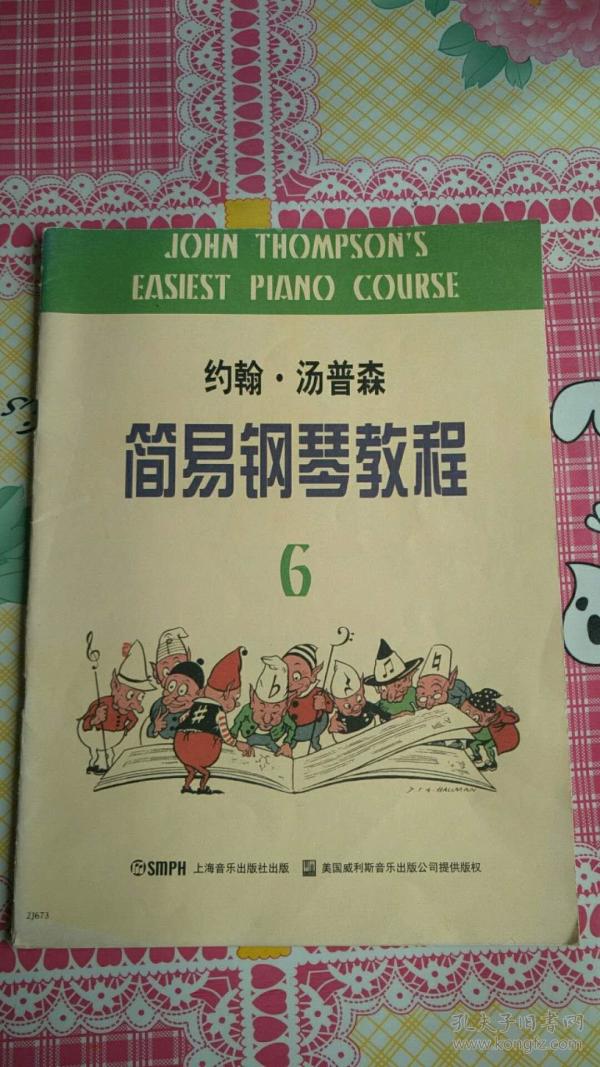 JOHN THOMPSON'S
EASIEST PIANO COURSE
约翰·汤普森
简易钢琴教程
6
SMPH 上海音乐出版社出版 美国威利斯音乐出版公司提供版权
2J673
孔夫子旧书网
www.kongfz.com